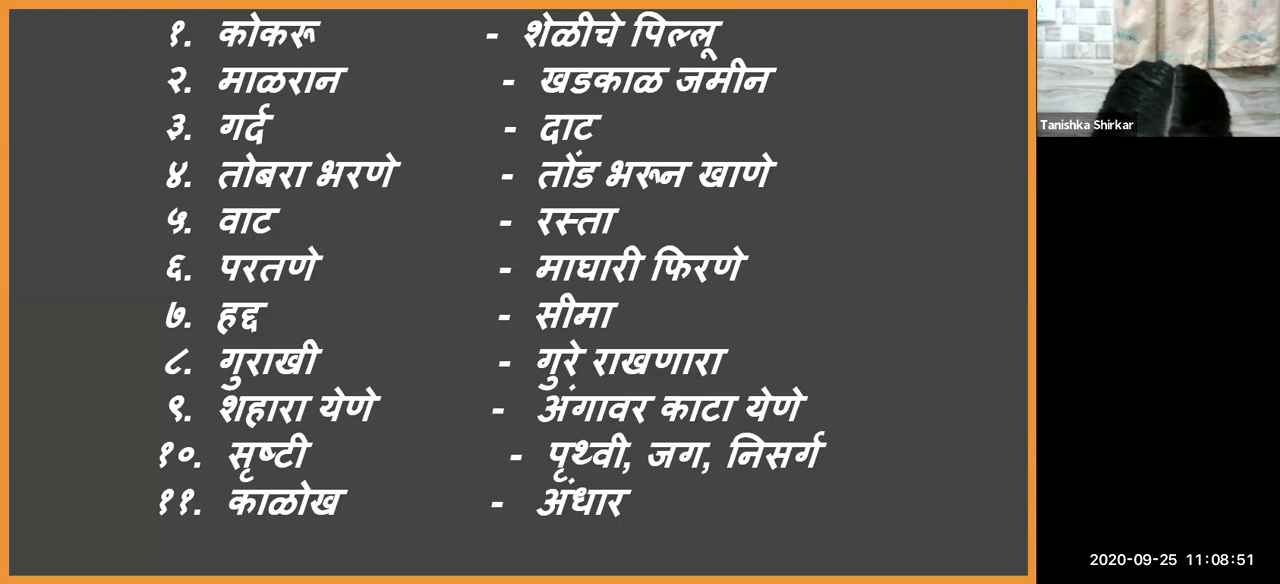 १. कोकरू - शेळीचे पिल्लू
२. माळरान - खडकाळ जमीन
३. गर्द - दाट
४. तोबरा भरणे - तोंड भरून खाणे
५. वाट - रस्ता
६. परतणे - माघारी फिरणे
७. हद्द - सीमा
८. गुराखी - गुरे राखणारा
९. शहारा येणे - अंगावर काटा येणे
१०. सृष्टी - पृथ्वी, जग, निसर्ग
११. काळोख - अंधार
Tanishka Shirkar
2020-09-25 11:08:51